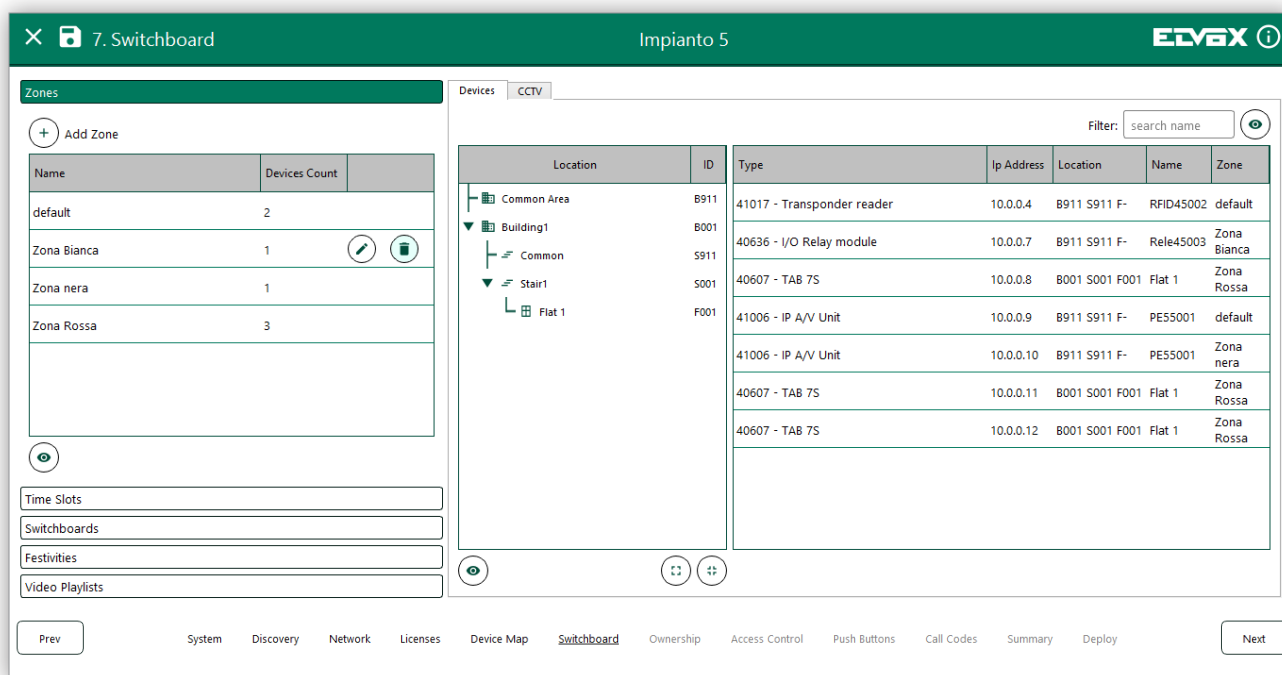 7. Switchboard
Impianto 5
ELVOX
Zones
Add Zone
Name Devices Count
default 2
Zona Bianca 1
Zona nera 1
Zona Rossa 3
Time Slots
Switchboards
Festivities
Video Playlists
Devices CCTV
Filter: search name
Location ID
Common Area B911
Building1 B001
Common S911
Stair1 S001
Flat 1 F001
Type Ip Address Location Name Zone
41017 - Transponder reader 10.0.0.4 B911 S911 F- RFID45002 default
40636 - I/O Relay module 10.0.0.7 B911 S911 F- Rele45003 Zona
Bianca
40607 - TAB 7S 10.0.0.8 B001 S001 F001 Flat 1 Zona
Rossa
41006 - IP A/V Unit 10.0.0.9 B911 S911 F- PE55001 default
41006 - IP A/V Unit 10.0.0.10 B911 S911 F- PE55001 Zona
nera
40607 - TAB 7S 10.0.0.11 B001 S001 F001 Flat 1 Zona
Rossa
40607 - TAB 7S 10.0.0.12 B001 S001 F001 Flat 1 Zona
Rossa
Prev System Discovery Network Licenses Device Map Switchboard Ownership Access Control Push Buttons Call Codes Summary Deploy Next